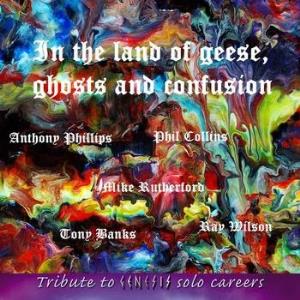 In the land of geese,
ghosts and confusion
Anthony Phillips
Phil Collins
Mike Rutherford
Tony Banks
Ray Wilson
Tribute to GENESIS solo careers